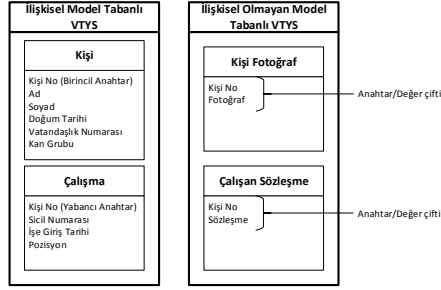 İlişkisel Model Tabanlı
VTYS
Kişi
Kişi No (Birincil Anahtar)
Ad
Soyad
Doğum Tarihi
Vatandaşlık Numarası
Kan Grubu
Çalışma
Kişi No (Yabancı Anahtar)
Sicil Numarası
İşe Giriş Tarihi
Pozisyon
İlişkisel Olmayan Model
Tabanlı VTYS
Kişi Fotoğraf
Kişi No
Fotoğraf
Anahtar/Değer çifti
Çalışan Sözleşme
Kişi No
Sözleşme
Anahtar/Değer çifti